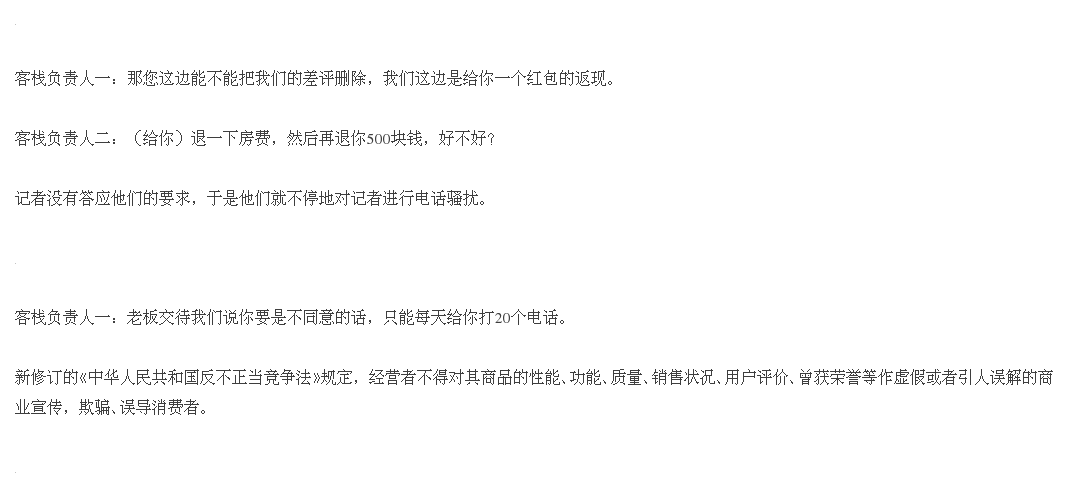 客栈负责人一：那您这边能不能把我们的差评删除，我们这边是给你一个红包的返现。
客栈负责人二：（给你）退一下房费，然后再退你500块钱，好不好？
记者没有答应他们的要求，于是他们就不停地对记者进行电话骚扰。
客栈负责人一：老板交待我们说你要是不同意的话，只能每天给你打20个电话。
新修订的《中华人民共和国反不正当竞争法》规定，经营者不得对其商品的性能、功能、质量、销售状况、用户评价、曾获荣誉等作虚假或者引人误解的商
业宣传，欺骗、误导消费者。